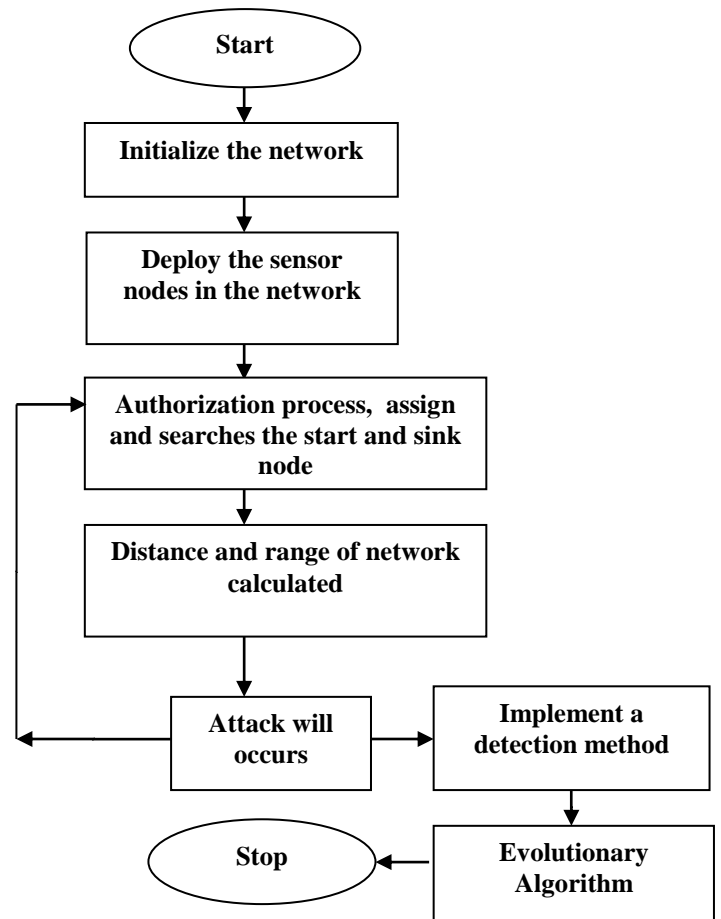 Start
Initialize the network
Deploy the sensor
nodes in the network
Authorization process, assign
and searches the start and sink
node
Distance and range of network
calculated
Attack will
occurs
Implement a
detection method
Evolutionary
Algorithm
Stop